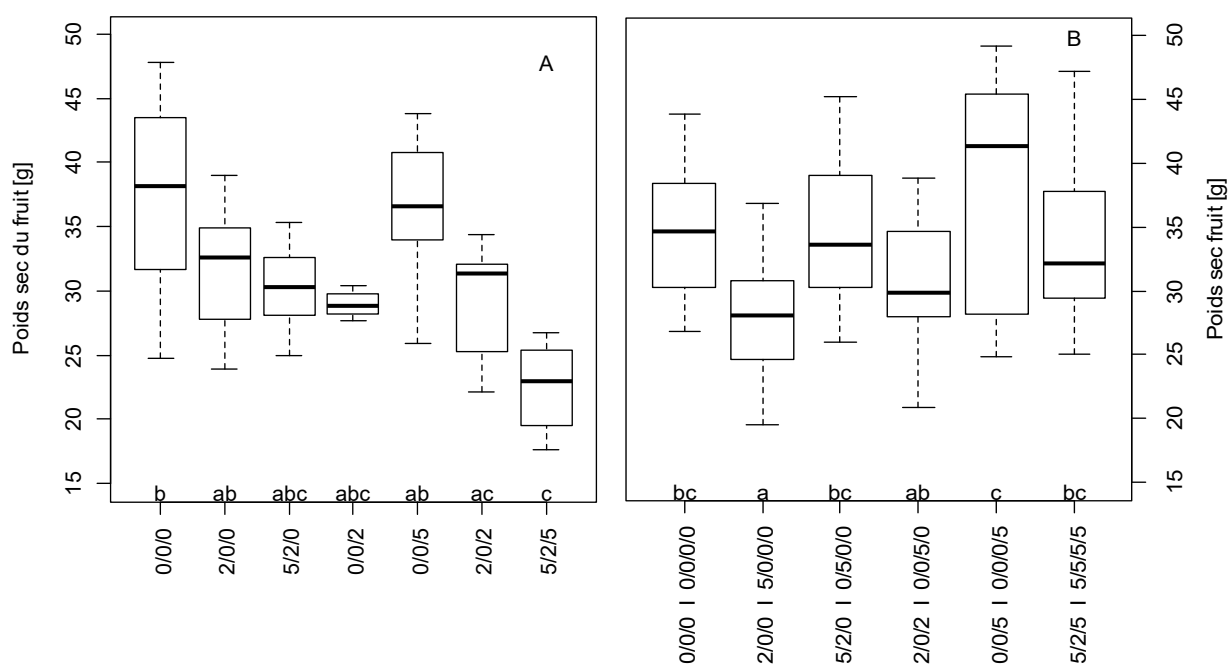 Poids sec du fruit [g]
50
45
40
35
30
25
20
15
A
b ab abc abc ab ac c
0/0/0
2/0/0
5/2/0
0/0/2
0/0/5
2/0/2
5/2/5
B
bc a bc ab c bc
0/0/0 I 0/0/0/0
2/0/0 I 5/0/0/0
5/2/0 I 0/5/0/0
2/0/2 I 0/0/5/0
0/0/5 I 0/0/0/5
5/2/5 I 5/5/5/5
50
45
40
35
30
25
20
15
Poids sec fruit [g]